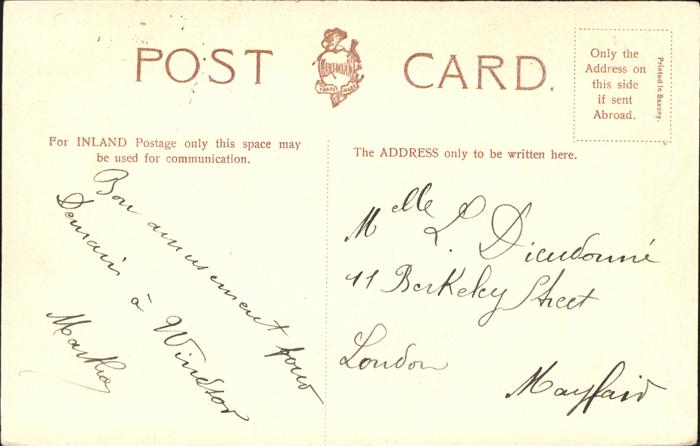 POST CARD.
HARTMANN
TRADE MARK
Only the
Address on
this side
if sent
Abroad.
Printed in Saxony.
For INLAND Postage only this space may
be used for communication.
The ADDRESS only to be written here.
Bon amusement pour
Demain à Windsor
Martha
Melle L. Dieudonné
11 Berkeley Street
London
Mayfair